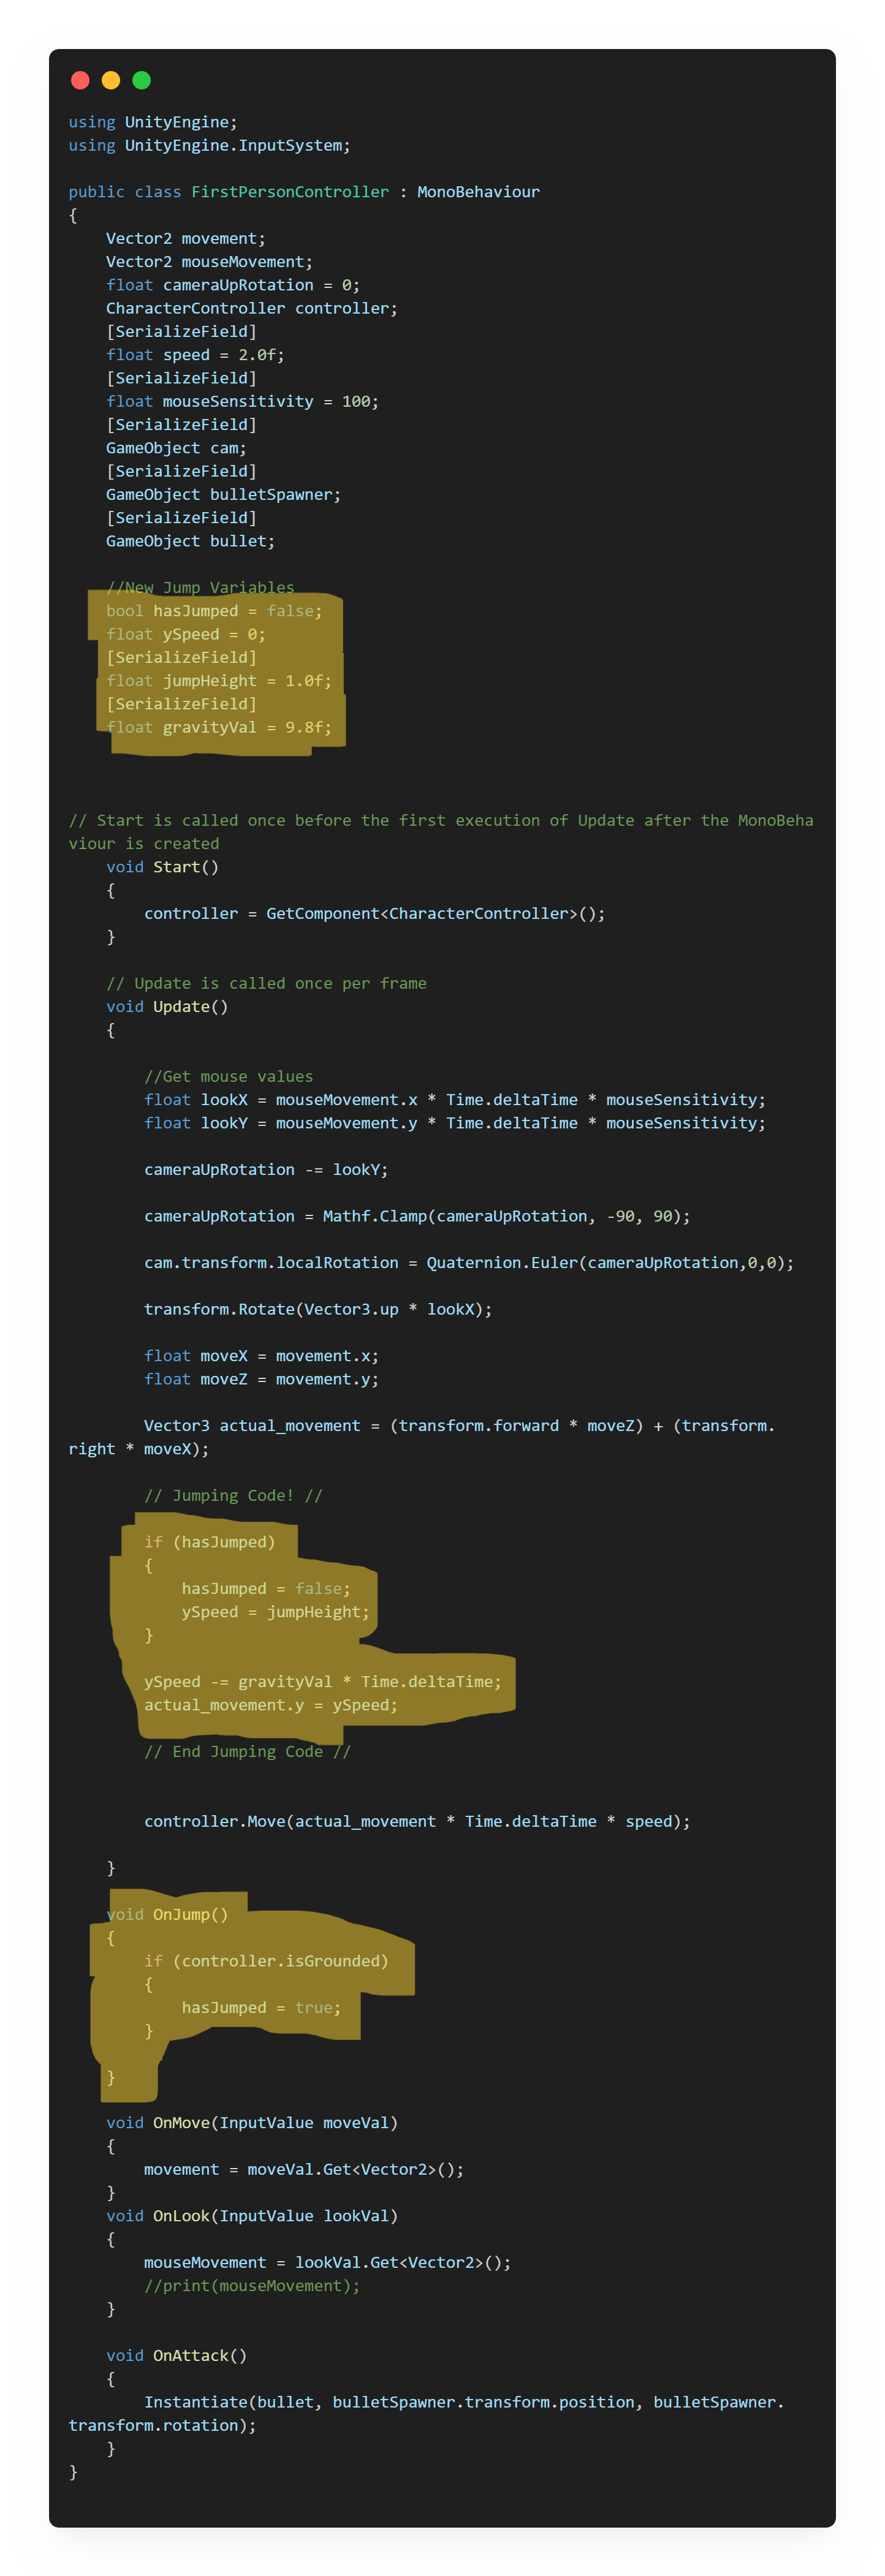 using UnityEngine;
using UnityEngine.InputSystem;
public class FirstPersonController : MonoBehaviour
{
    Vector2 movement;
    Vector2 mouseMovement;
    float cameraUpRotation = 0;
    CharacterController controller;
    [SerializeField]
    float speed = 2.0f;
    [SerializeField]
    float mouseSensitivity = 100;
    [SerializeField]
    GameObject cam;
    [SerializeField]
    GameObject bulletSpawner;
    [SerializeField]
    GameObject bullet;
    //New Jump Variables
    bool hasJumped = false;
    float ySpeed = 0;
    [SerializeField]
    float jumpHeight = 1.0f;
    [SerializeField]
    float gravityVal = 9.8f;
// Start is called once before the first execution of Update after the MonoBeha
viour is created
    void Start()
    {
        controller = GetComponent<CharacterController>();
    }
    // Update is called once per frame
    void Update()
    {
        //Get mouse values
        float lookX = mouseMovement.x * Time.deltaTime * mouseSensitivity;
        float lookY = mouseMovement.y * Time.deltaTime * mouseSensitivity;
        cameraUpRotation -= lookY;
        cameraUpRotation = Mathf.Clamp(cameraUpRotation, -90, 90);
        cam.transform.localRotation = Quaternion.Euler(cameraUpRotation,0,0);
        transform.Rotate(Vector3.up * lookX);
        float moveX = movement.x;
        float moveZ = movement.y;
        Vector3 actual_movement = (transform.forward * moveZ) + (transform.
right * moveX);
        // Jumping Code! //
        if (hasJumped)
        {
            hasJumped = false;
            ySpeed = jumpHeight;
        }
        ySpeed -= gravityVal * Time.deltaTime;
        actual_movement.y = ySpeed;
        // End Jumping Code //
        controller.Move(actual_movement * Time.deltaTime * speed);
    }
    void OnJump()
    {
        if (controller.isGrounded)
        {
            hasJumped = true;
        }
    }
    void OnMove(InputValue moveVal)
    {
        movement = moveVal.Get<Vector2>();
    }
    void OnLook(InputValue lookVal)
    {
        mouseMovement = lookVal.Get<Vector2>();
        //print(mouseMovement);
    }
    void OnAttack()
    {
        Instantiate(bullet, bulletSpawner.transform.position, bulletSpawner.
transform.rotation);
    }
}